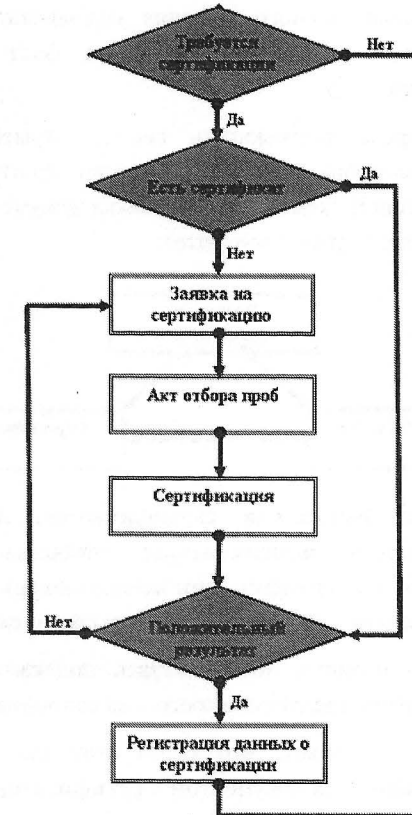 Требуется
сертификации
Нет
Да
Есть сертификат
Да
Нет
Заявка на
сертификацию
Акт отбора проб
Сертификация
Положительный
результат
Нет
Да
Регистрация данных о
сертификации